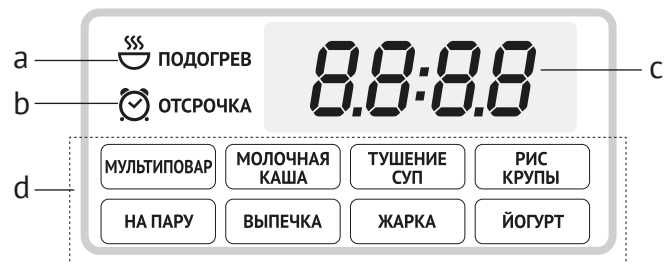 a
ПОДОГРЕВ
b
ОТСРОЧКА
8.8:8.8
c
d
МУЛЬТИПОВАР
МОЛОЧНАЯ
КАША
ТУШЕНИЕ
СУП
РИС
КРУПЫ
НА ПАРУ
ВЫПЕЧКА
ЖАРКА
ЙОГУРТ